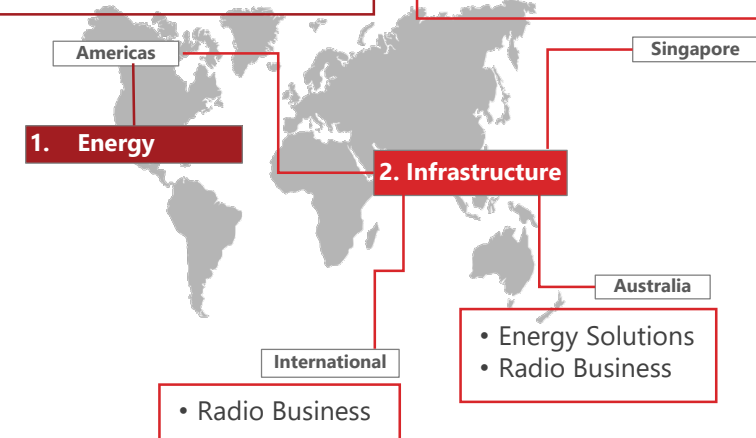 Americas
Singapore
1. Energy
2. Infrastructure
Australia
• Energy Solutions
• Radio Business
International
• Radio Business